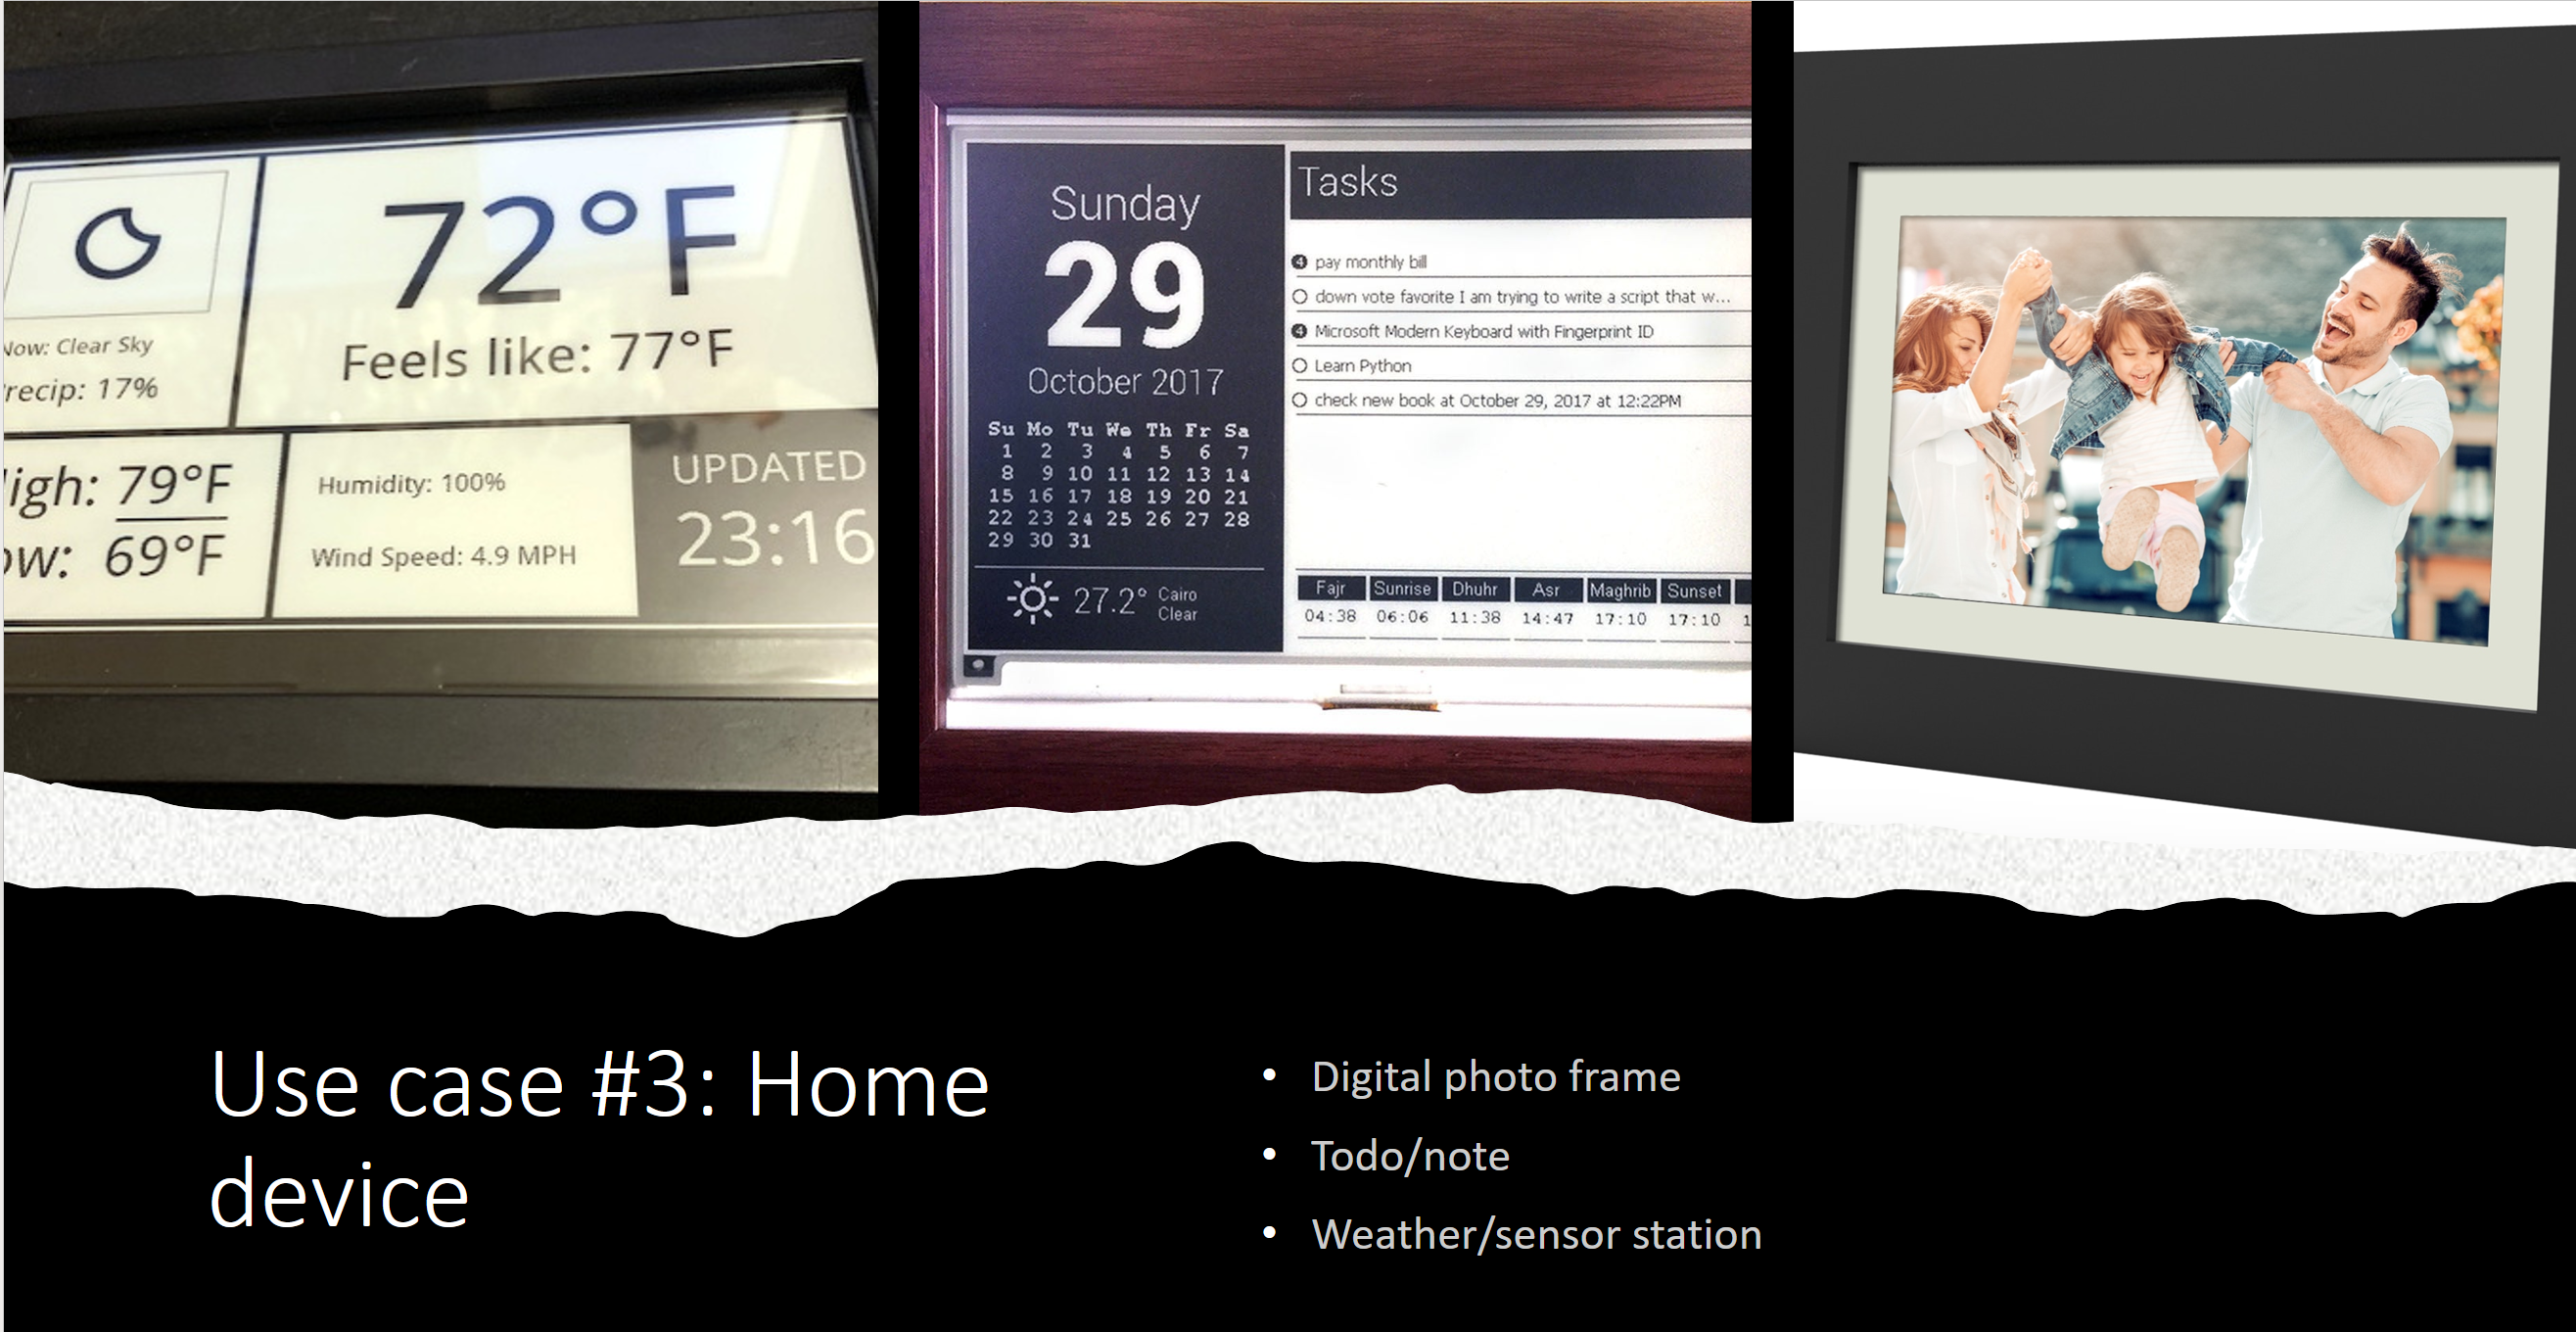 72°F
Feels like: 77°F
Now: Clear Sky
recip: 17%
igh: 79°F
ow: 69°F
Humidity: 100%
Wind Speed: 4.9 MPH
UPDATED
23:16
Sunday
29
October 2017
Su Mo Tu We Th Fr Sa
1 2 3 4 5 6 7
8 9 10 11 12 13 14
15 16 17 18 19 20 21
22 23 24 25 26 27 28
29 30 31
27.2° Cairo
Clear
Tasks
4 pay monthly bill
down vote favorite I am trying to write a script that w...
4 Microsoft Modern Keyboard with Fingerprint ID
Learn Python
check new book at October 29, 2017 at 12:22PM
Fajr Sunrise Dhuhr Asr Maghrib Sunset
04:38 06:06 11:38 14:47 17:10 17:10 1
Use case #3: Home
device
• Digital photo frame
• Todo/note
• Weather/sensor station